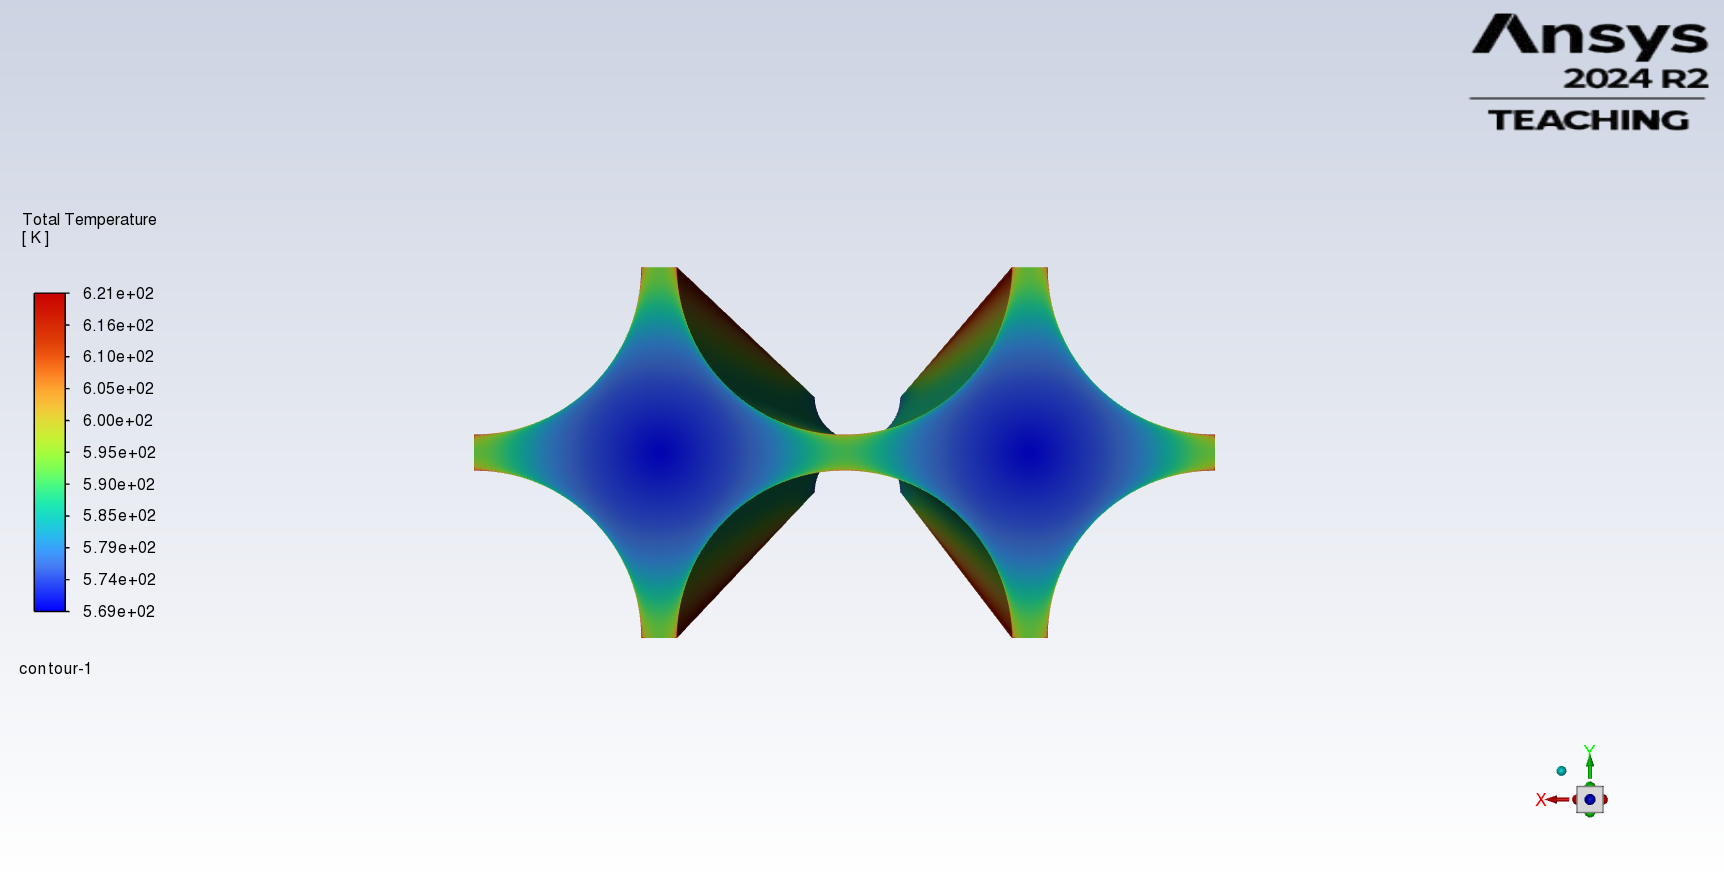 Ansys
2024 R2
TEACHING
Total Temperature
[ K ]
6.21e+02
6.16e+02
6.10e+02
6.05e+02
6.00e+02
5.95e+02
5.90e+02
5.85e+02
5.79e+02
5.74e+02
5.69e+02
contour-1
Y
X